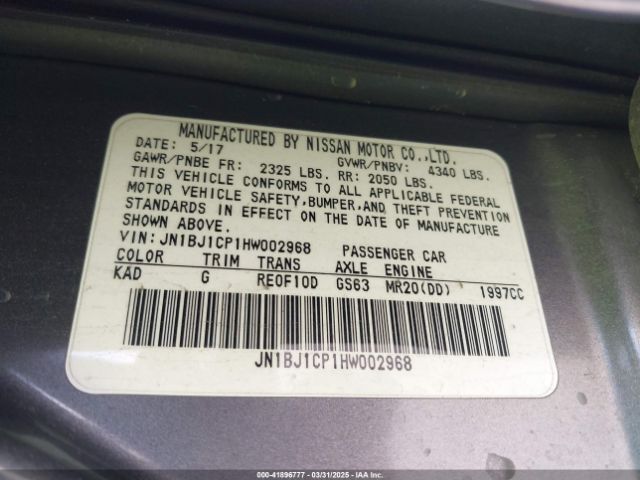 MANUFACTURED BY NISSAN MOTOR CO.,LTD.
DATE: 5/17 GVWR/PNBV: 4340 LBS.
GAWR/PNBE FR: 2325 LBS. RR: 2050 LBS.
THIS VEHICLE CONFORMS TO ALL APPLICABLE FEDERAL
MOTOR VEHICLE SAFETY,BUMPER,AND THEFT PREVENTION
STANDARDS IN EFFECT ON THE DATE OF MANUFACTURE
SHOWN ABOVE.
VIN:JN1BJ1CP1HW002968 PASSENGER CAR
COLOR TRIM TRANS AXLE ENGINE
KAD G RE0F10D GS63 MR20(DD) 1997CC
JN1BJ1CP1HW002968
000-41896777 — 03/31/2025 — IAA, Inc.